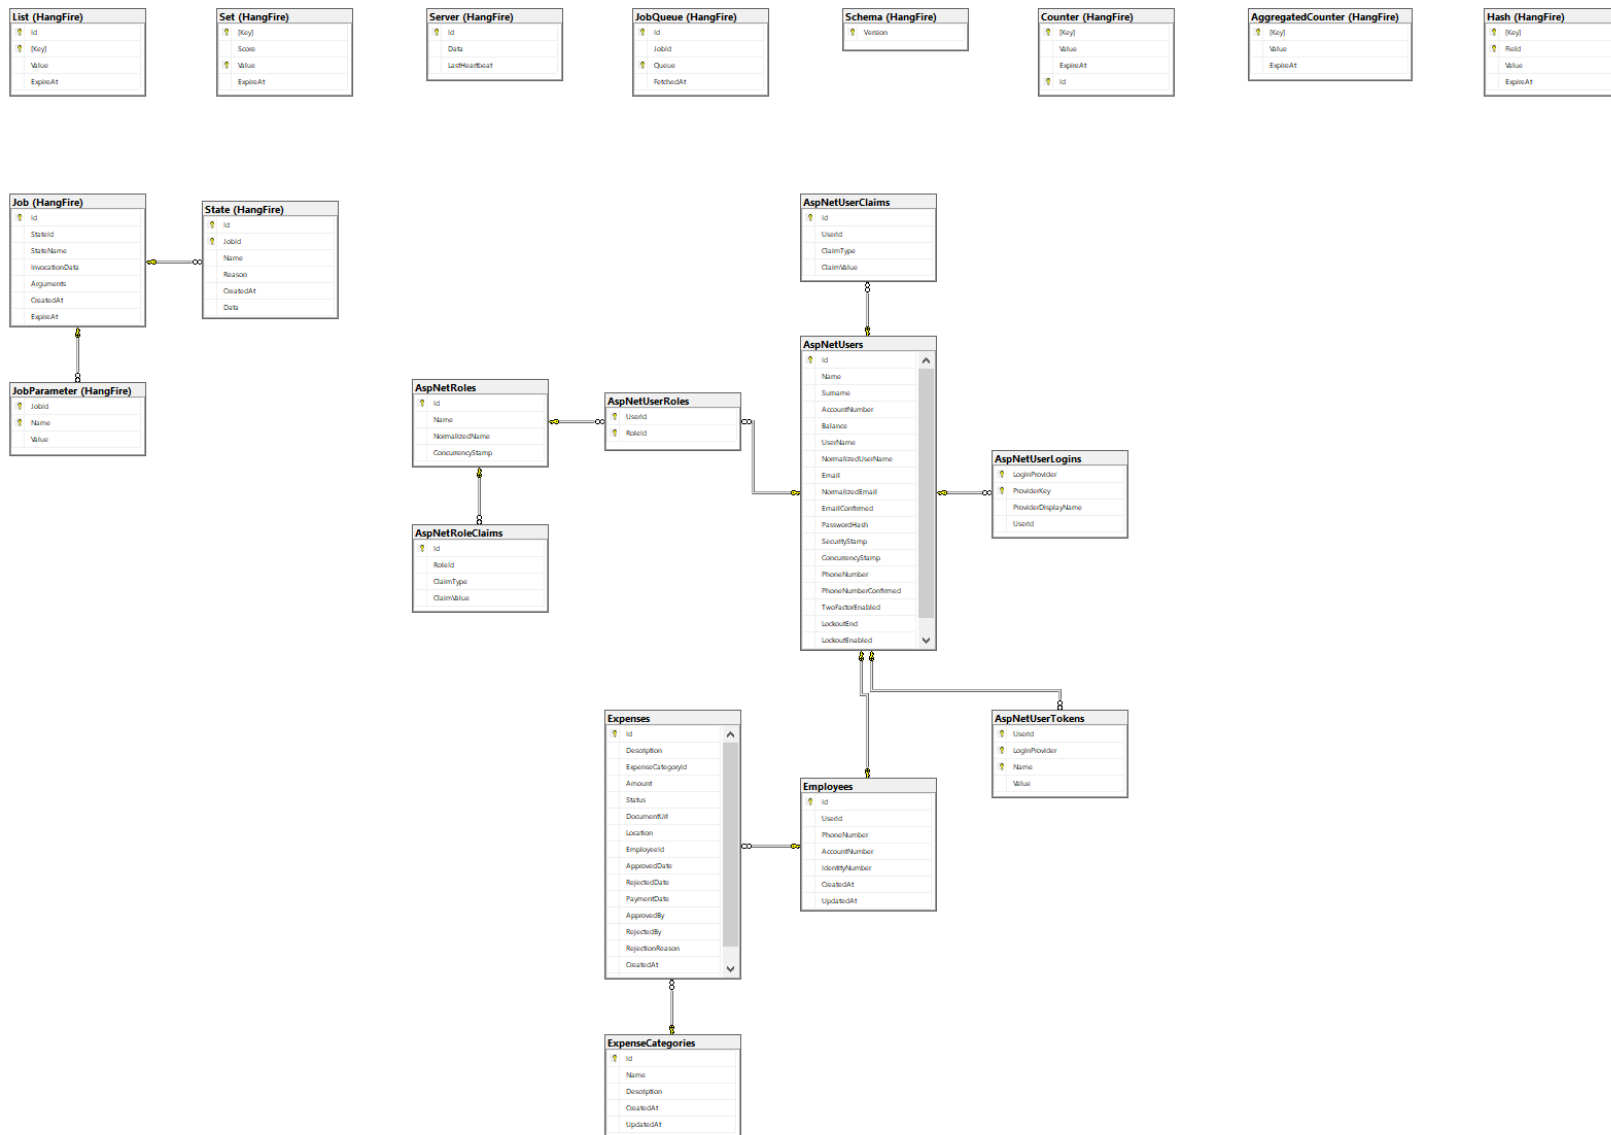 List (HangFire)
Id
[Key]
Value
ExpireAt
Set (HangFire)
[Key]
Score
Value
ExpireAt
Server (HangFire)
Id
Data
LastHeartbeat
JobQueue (HangFire)
Id
JobId
Queue
FetchedAt
Schema (HangFire)
Version
Counter (HangFire)
[Key]
Value
ExpireAt
Id
AggregatedCounter (HangFire)
[Key]
Value
ExpireAt
Hash (HangFire)
[Key]
Field
Value
ExpireAt
Job (HangFire)
Id
StateId
StateName
InvocationData
Arguments
CreatedAt
ExpireAt
State (HangFire)
Id
JobId
Name
Reason
CreatedAt
Data
AspNetUserClaims
Id
UserId
ClaimType
ClaimValue
JobParameter (HangFire)
JobId
Name
Value
AspNetRoles
Id
Name
NormalizedName
ConcurrencyStamp
AspNetUserRoles
UserId
RoleId
AspNetUsers
Id
Name
Surname
AccountNumber
Balance
UserName
NormalizedUserName
Email
NormalizedEmail
EmailConfirmed
PasswordHash
SecurityStamp
ConcurrencyStamp
PhoneNumber
PhoneNumberConfirmed
TwoFactorEnabled
LockoutEnd
LockoutEnabled
AspNetUserLogins
LoginProvider
ProviderKey
ProviderDisplayName
UserId
AspNetRoleClaims
Id
RoleId
ClaimType
ClaimValue
Expenses
Id
Description
ExpenseCategoryId
Amount
Status
DocumentUrl
Location
EmployeeId
ApprovedDate
RejectedDate
PaymentDate
ApprovedBy
RejectedBy
RejectionReason
CreatedAt
Employees
Id
UserId
PhoneNumber
AccountNumber
IdentityNumber
CreatedAt
UpdatedAt
AspNetUserTokens
UserId
LoginProvider
Name
Value
ExpenseCategories
Id
Name
Description
CreatedAt
UpdatedAt